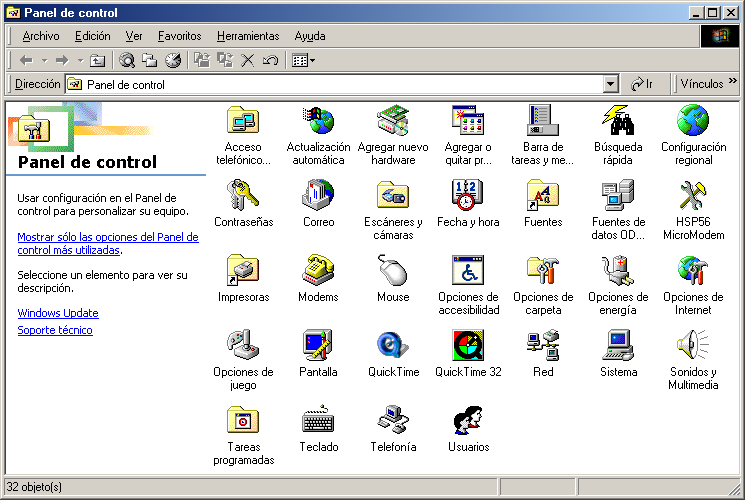 Panel de control
Archivo Edición Ver Favoritos Herramientas Ayuda
Dirección Panel de control Ir Vínculos »
Panel de control
Usar configuración en el Panel de
control para personalizar su equipo.
Mostrar sólo las opciones del Panel de
control más utilizadas.
Seleccione un elemento para ver su
descripción.
Windows Update
Soporte técnico
Acceso
telefónico...
Actualización
automática
Agregar nuevo
hardware
Agregar o
quitar pr...
Barra de
tareas y me...
Búsqueda
rápida
Configuración
regional
Contraseñas
Correo
Escáneres y
cámaras
Fecha y hora
Fuentes
Fuentes de
datos OD...
HSP56
MicroModem
Impresoras
Modems
Mouse
Opciones de
accesibilidad
Opciones de
carpeta
Opciones de
energía
Opciones de
Internet
Opciones de
juego
Pantalla
QuickTime
QuickTime 32
Red
Sistema
Sonidos y
Multimedia
Tareas
programadas
Teclado
Telefonía
Usuarios
32 objeto(s)